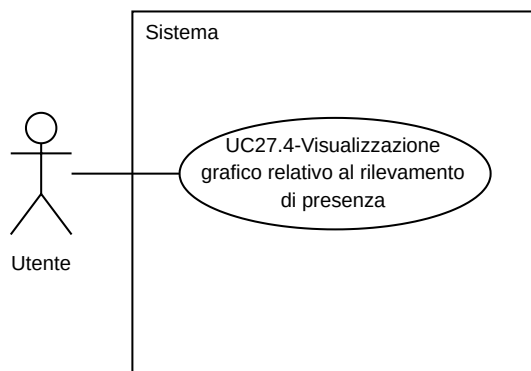 Sistema
UC27.4-Visualizzazione
grafico relativo al rilevamento
di presenza
Utente